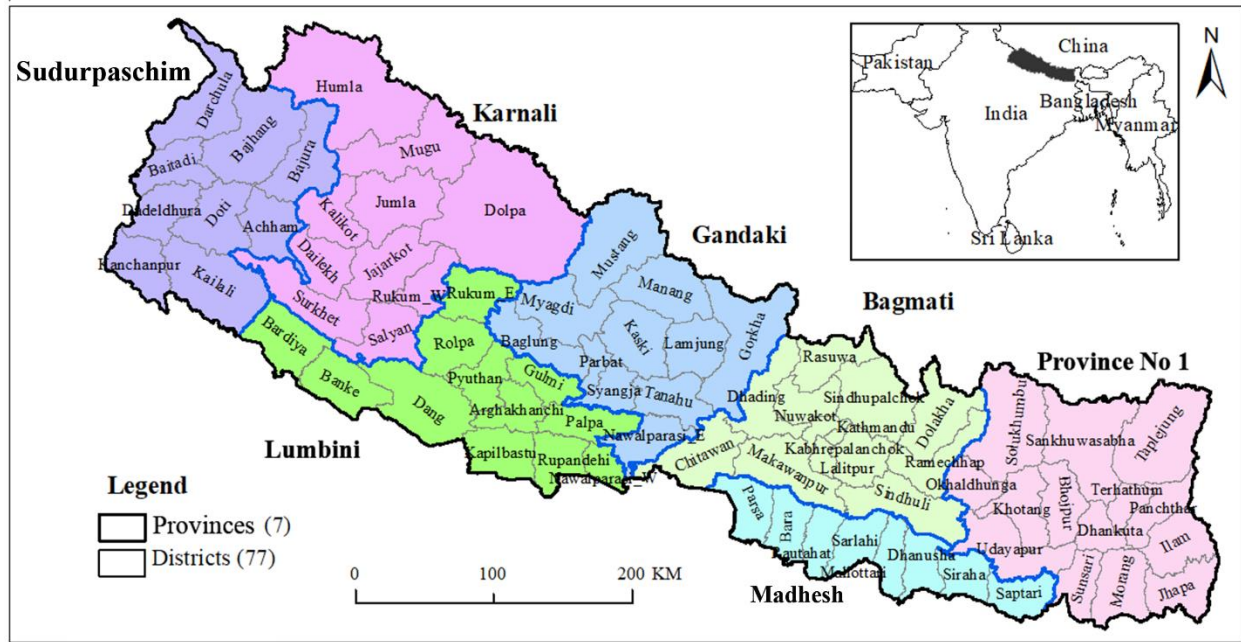 Sudurpaschim
Darchula
Bajhang
Bajura
Baitadi
Dadeldhura
Doti
Achham
Kanchanpur
Kailali
Karnali
Humla
Mugu
Jumla
Dolpa
Kalikot
Dailekh
Jajarkot
Rukum_W
Surkhet
Salyan
Lumbini
Rukum_E
Rolpa
Bardiya
Banke
Dang
Pyuthan
Gulmi
Arghakhanchi
Palpa
Kapilbastu
Rupandehi
Nawalparasi_W
Gandaki
Mustang
Manang
Myagdi
Kaski
Lamjung
Gorkha
Baglung
Parbat
Syangja
Tanahu
Nawalparasi_E
Bagmati
Rasuwa
Dhading
Sindhupalchok
Nuwakot
Kathmandu
Dolakha
Kabhrepalanchok
Lalitpur
Ramechhap
Chitawan
Makawanpur
Sindhuli
Province No 1
Solukhumbu
Sankhuwasabha
Taplejung
Okhaldhunga
Khotang
Bhojpur
Terhathum
Panchthar
Dhankuta
Ilam
Udayapur
Sunsari
Morang
Jhapa
Madhesh
Parsa
Bara
Rautahat
Sarlahi
Mahottari
Dhanusha
Siraha
Saptari
Pakistan
China
India
Bangladesh
Myanmar
Sri Lanka
N
Legend
Provinces (7)
Districts (77)
0 100 200 KM